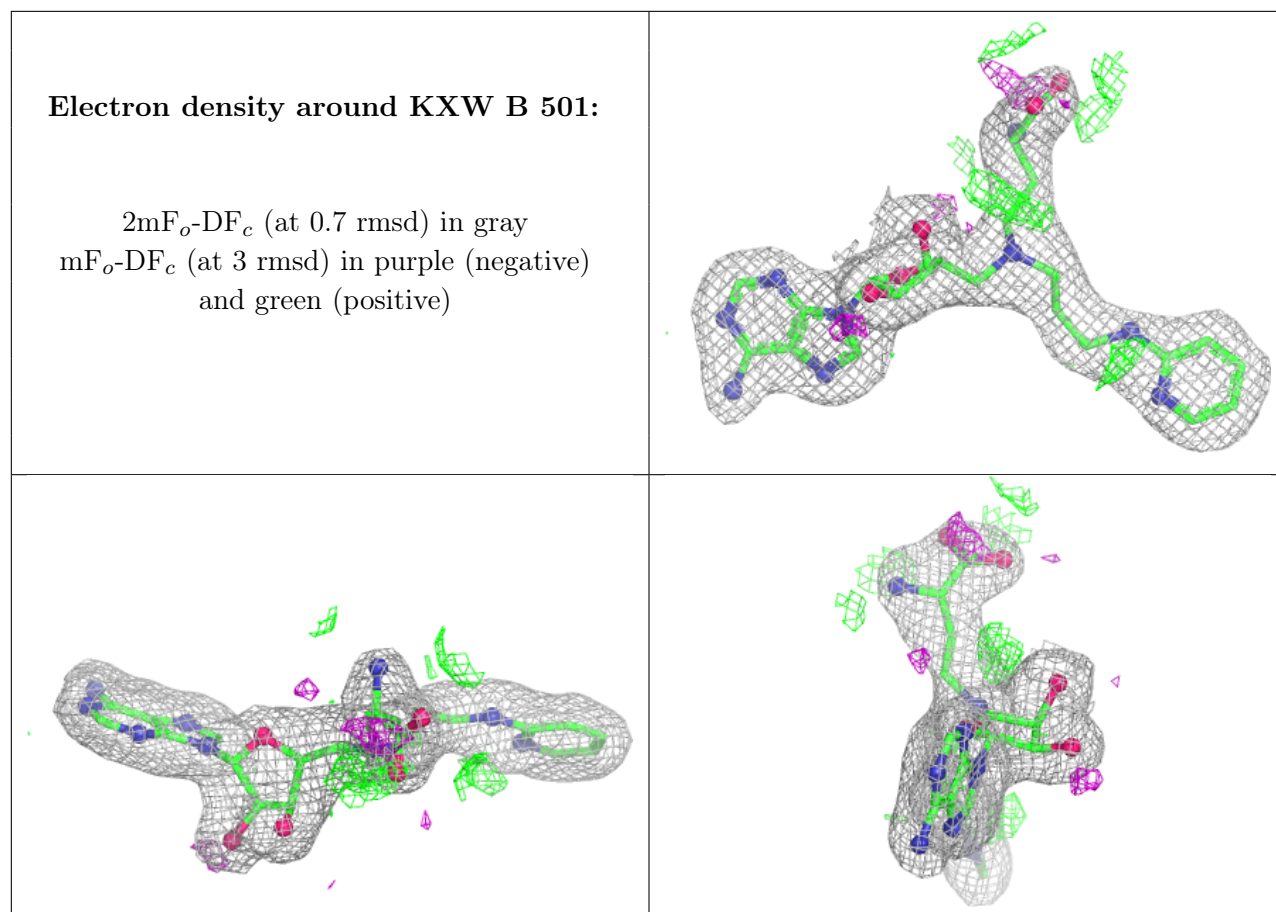 Electron density around KXW B 501:
2mFo-DFc (at 0.7 rmsd) in gray
mFo-DFc (at 3 rmsd) in purple (negative)
and green (positive)